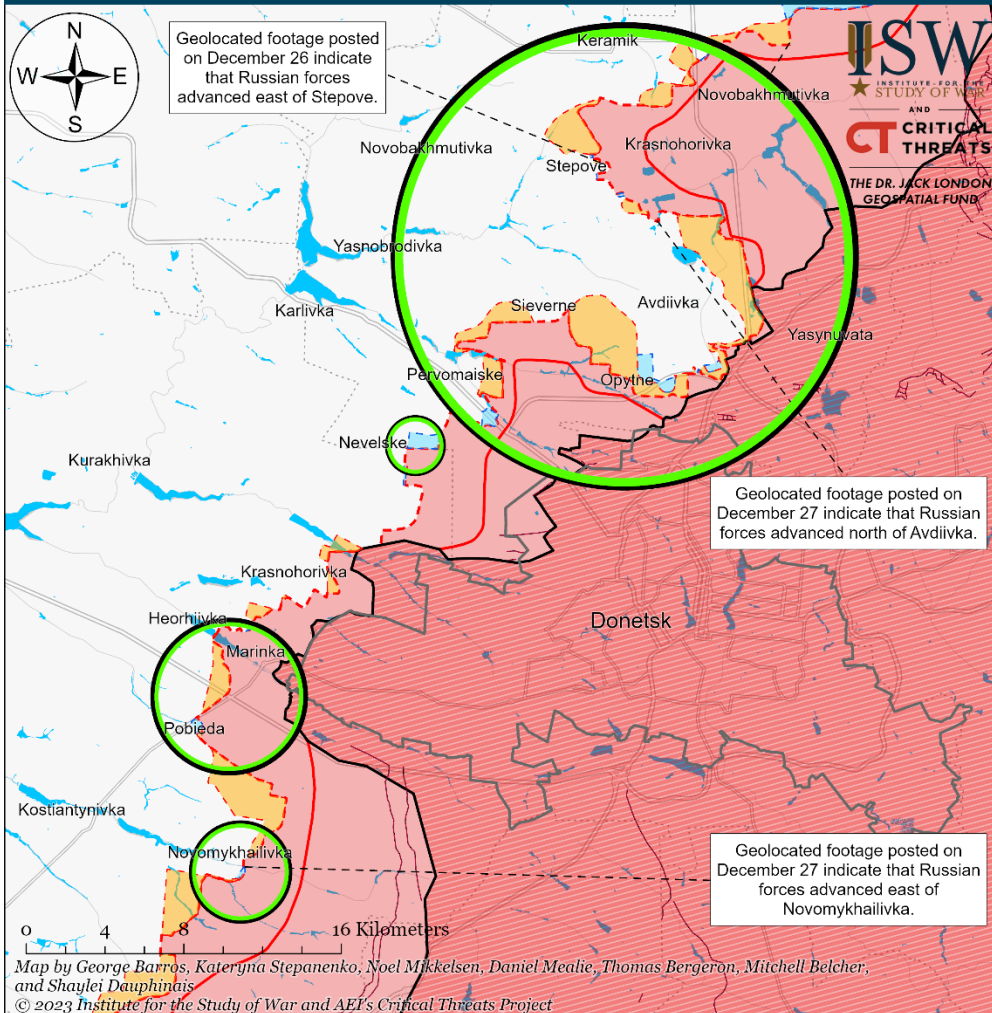 N
W
E
S
Geolocated footage posted
on December 26 indicate
that Russian forces
advanced east of Stepove.
ISW
INSTITUTE FOR THE
STUDY OF WAR
AND
CT CRITICAL
THREATS
THE DR. JACK LONDON
GEOSPATIAL FUND
Keramik
Novobakhmutivka
Krasnohorivka
Novobakhmutivka
Stepove
Yasnobrodivka
Karlivka
Sieverne
Avdiivka
Yasynuvata
Pervomaiske
Opytne
Nevelske
Kurakhivka
Geolocated footage posted on
December 27 indicate that Russian
forces advanced north of Avdiivka.
Krasnohorivka
Heorhiivka
Marinka
Donetsk
Pobieda
Kostiantynivka
Novomykhailivka
Geolocated footage posted on
December 27 indicate that Russian
forces advanced east of
Novomykhailivka.
0 4 8 16 Kilometers
Map by George Barros, Kateryna Stepanenko, Noel Mikkelsen, Daniel Mealie, Thomas Bergeron, Mitchell Belcher,
and Shaylei Dauphinais
© 2023 Institute for the Study of War and AEI's Critical Threats Project